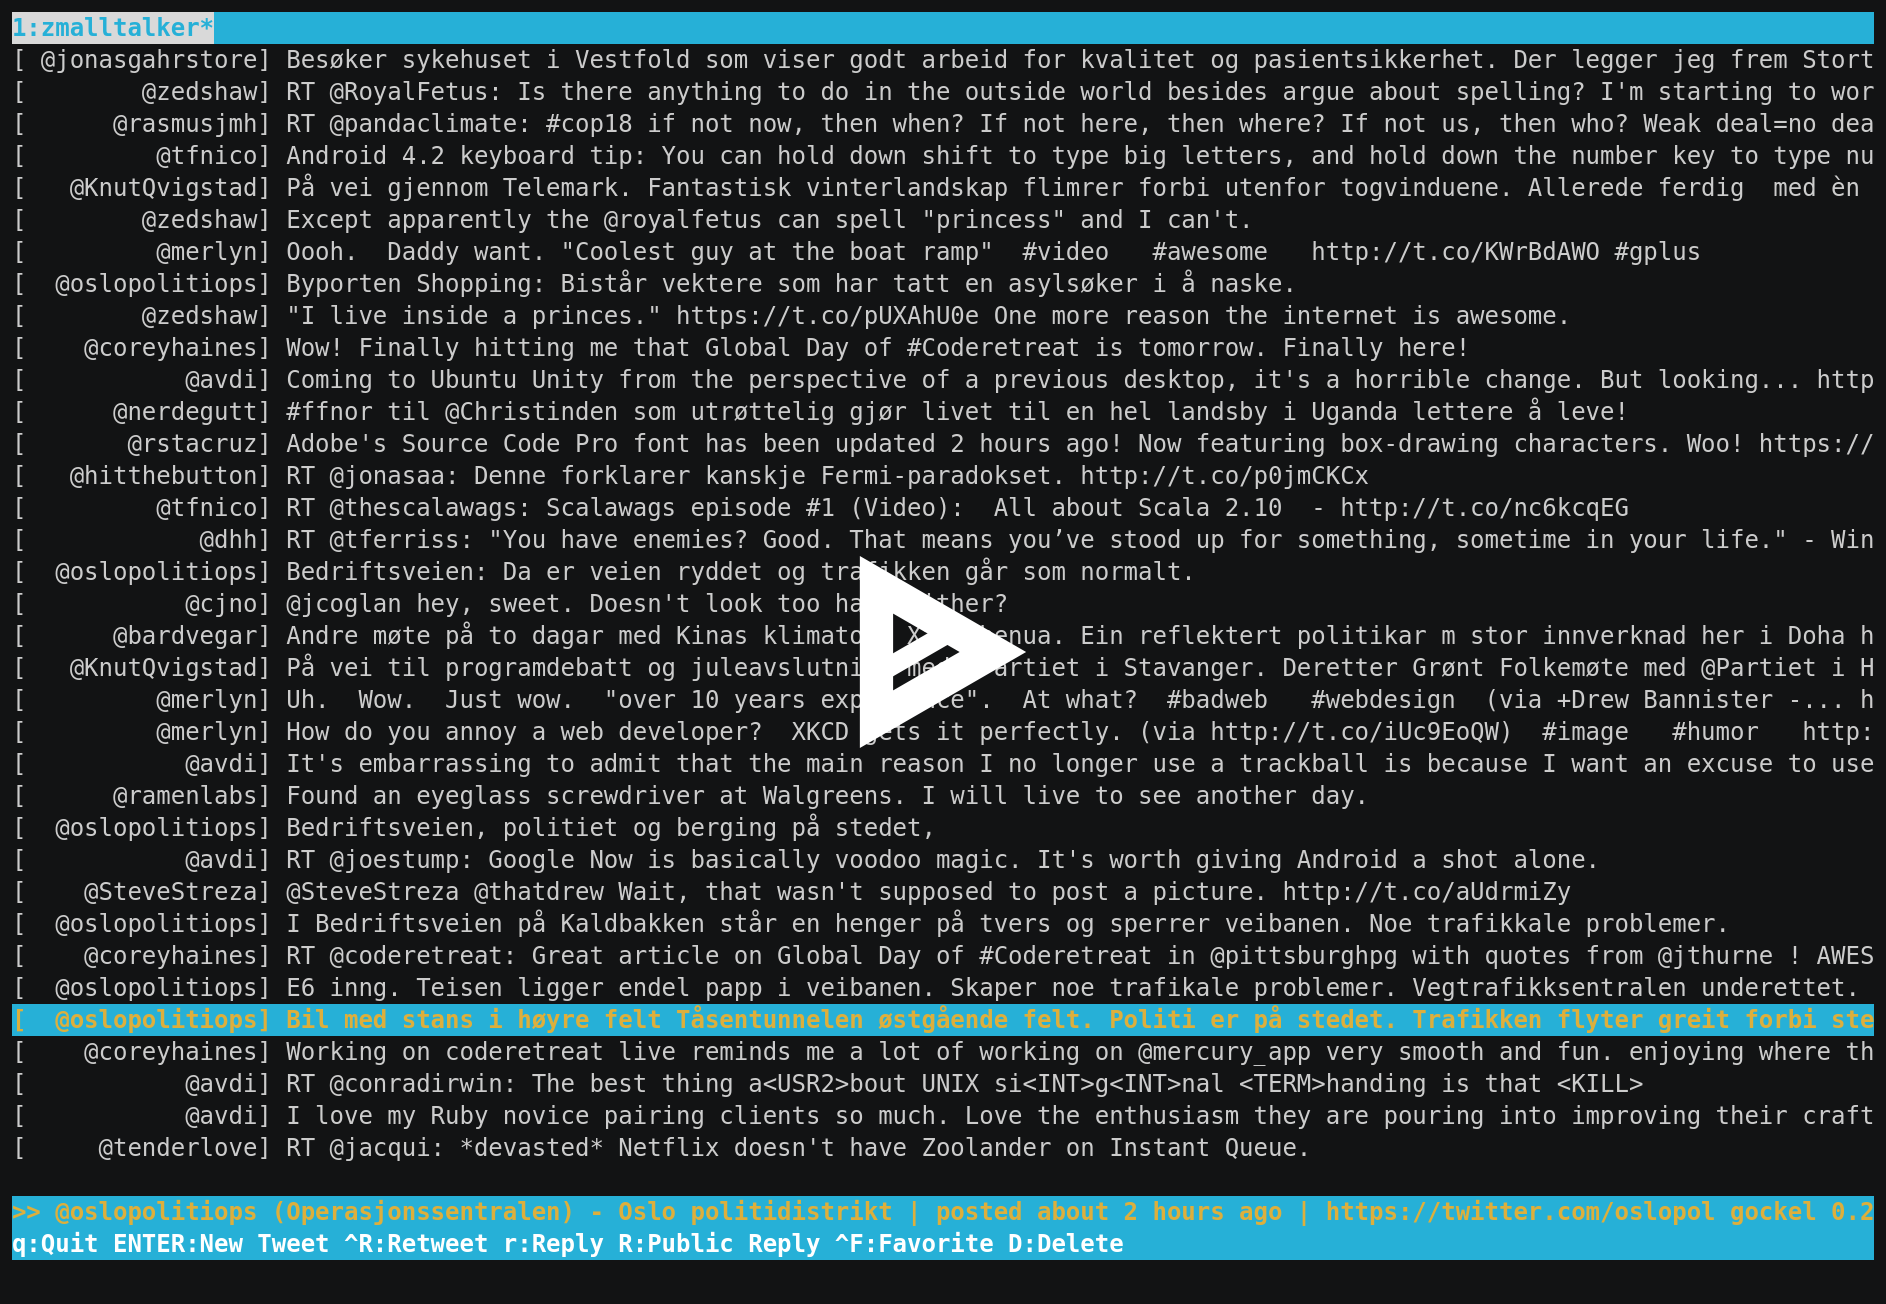 1:zmalltalker*
[ @jonasgahrstore] Besøker sykehuset i Vestfold som viser godt arbeid for kvalitet og pasientsikkerhet. Der legger jeg frem Stort
[ @zedshaw] RT @RoyalFetus: Is there anything to do in the outside world besides argue about spelling? I'm starting to wor
[ @rasmusjmh] RT @pandaclimate: #cop18 if not now, then when? If not here, then where? If not us, then who? Weak deal=no dea
[ @tfnico] Android 4.2 keyboard tip: You can hold down shift to type big letters, and hold down the number key to type nu
[ @KnutQvigstad] På vei gjennom Telemark. Fantastisk vinterlandskap flimrer forbi utenfor togvinduene. Allerede ferdig  med èn
[ @zedshaw] Except apparently the @royalfetus can spell "princess" and I can't.
[ @merlyn] Oooh.  Daddy want. "Coolest guy at the boat ramp"  #video   #awesome   http://t.co/KWrBdAWO #gplus
[ @oslopolitiops] Byporten Shopping: Bistår vektere som har tatt en asylsøker i å naske.
[ @zedshaw] "I live inside a princes." https://t.co/pUXAhU0e One more reason the internet is awesome.
[ @coreyhaines] Wow! Finally hitting me that Global Day of #Coderetreat is tomorrow. Finally here!
[ @avdi] Coming to Ubuntu Unity from the perspective of a previous desktop, it's a horrible change. But looking... http
[ @nerdegutt] #ffnor til @Christinden som utrøttelig gjør livet til en hel landsby i Uganda lettere å leve!
[ @rstacruz] Adobe's Source Code Pro font has been updated 2 hours ago! Now featuring box-drawing characters. Woo! https://
[ @hitthebutton] RT @jonasaa: Denne forklarer kanskje Fermi-paradokset. http://t.co/p0jmCKCx
[ @tfnico] RT @thescalawags: Scalawags episode #1 (Video):  All about Scala 2.10  - http://t.co/nc6kcqEG
[ @dhh] RT @tferriss: "You have enemies? Good. That means you’ve stood up for something, sometime in your life." - Win
[ @oslopolitiops] Bedriftsveien: Da er veien ryddet og trafikken går som normalt.
[ @cjno] @jcoglan hey, sweet. Doesn't look too
[ @bardvegar] Andre møte på to dagar med Kinas Ein reflektert politikar m stor innverknad her i Doha h
[ @KnutQvigstad] På vei til programdebatt og juleavslutning med i Stavanger. Deretter Grønt Folkemøte med @Partiet i H
[ @merlyn] Uh.  Wow.  Just wow.  "over 10 years experience".  At what?  #badweb   #webdesign  (via +Drew Bannister -... h
[ @merlyn] How do you annoy a web developer?  XKCD gets it perfectly. (via http://t.co/iUc9EoQW)  #image   #humor   http:
[ @avdi] It's embarrassing to admit that the main reason I no longer use a trackball is because I want an excuse to use
[ @ramenlabs] Found an eyeglass screwdriver at Walgreens. I will live to see another day.
[ @oslopolitiops] Bedriftsveien, politiet og berging på stedet,
[ @avdi] RT @joestump: Google Now is basically voodoo magic. It's worth giving Android a shot alone.
[ @SteveStreza] @SteveStreza @thatdrew Wait, that wasn't supposed to post a picture. http://t.co/aUdrmiZy
[ @oslopolitiops] I Bedriftsveien på Kaldbakken står en henger på tvers og sperrer veibanen. Noe trafikkale problemer.
[ @coreyhaines] RT @coderetreat: Great article on Global Day of #Coderetreat in @pittsburghpg with quotes from @jthurne ! AWES
[ @oslopolitiops] E6 inng. Teisen ligger endel papp i veibanen. Skaper noe trafikale problemer. Vegtrafikksentralen underettet.
[ @oslopolitiops] Bil med stans i høyre felt Tåsentunnelen østgående felt. Politi er på stedet. Trafikken flyter greit forbi ste
[ @coreyhaines] Working on coderetreat live reminds me a lot of working on @mercury_app very smooth and fun. enjoying where th
[ @avdi] RT @conradirwin: The best thing a<USR2>bout UNIX si<INT>g<INT>nal <TERM>handing is that <KILL>
[ @avdi] I love my Ruby novice pairing clients so much. Love the enthusiasm they are pouring into improving their craft
[ @tenderlove] RT @jacqui: *devasted* Netflix doesn't have Zoolander on Instant Queue.
>> @oslopolitiops (Operasjonssentralen) - Oslo politidistrikt | posted about 2 hours ago | https://twitter.com/oslopol gockel 0.2
q:Quit ENTER:New Tweet ^R:Retweet r:Reply R:Public Reply ^F:Favorite D:Delete